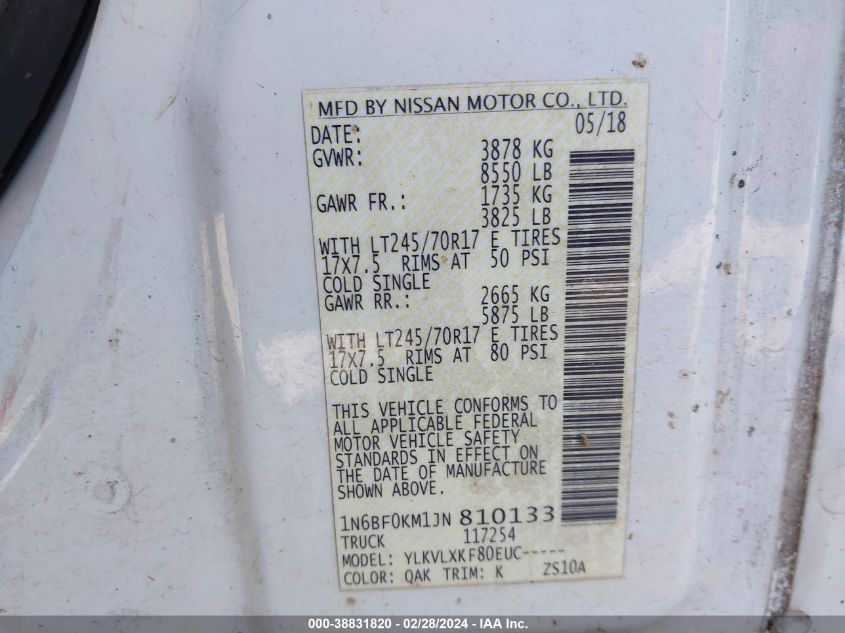 MFD BY NISSAN MOTOR CO., LTD.
DATE: 05/18
GVWR: 3878 KG
8550 LB
GAWR FR.: 1735 KG
3825 LB
WITH LT245/70R17 E TIRES
17X7.5 RIMS AT 50 PSI
COLD SINGLE
GAWR RR.: 2665 KG
5875 LB
WITH LT245/70R17 E TIRES
17X7.5 RIMS AT 80 PSI
COLD SINGLE
THIS VEHICLE CONFORMS TO
ALL APPLICABLE FEDERAL
MOTOR VEHICLE SAFETY
STANDARDS IN EFFECT ON
THE DATE OF MANUFACTURE
SHOWN ABOVE.
1N6BF0KM1JN 810133
TRUCK 117254
MODEL: YLKVLXKF80EUC-----
COLOR: QAK TRIM: K ZS10A
000-38831820 - 02/28/2024 - IAA Inc.